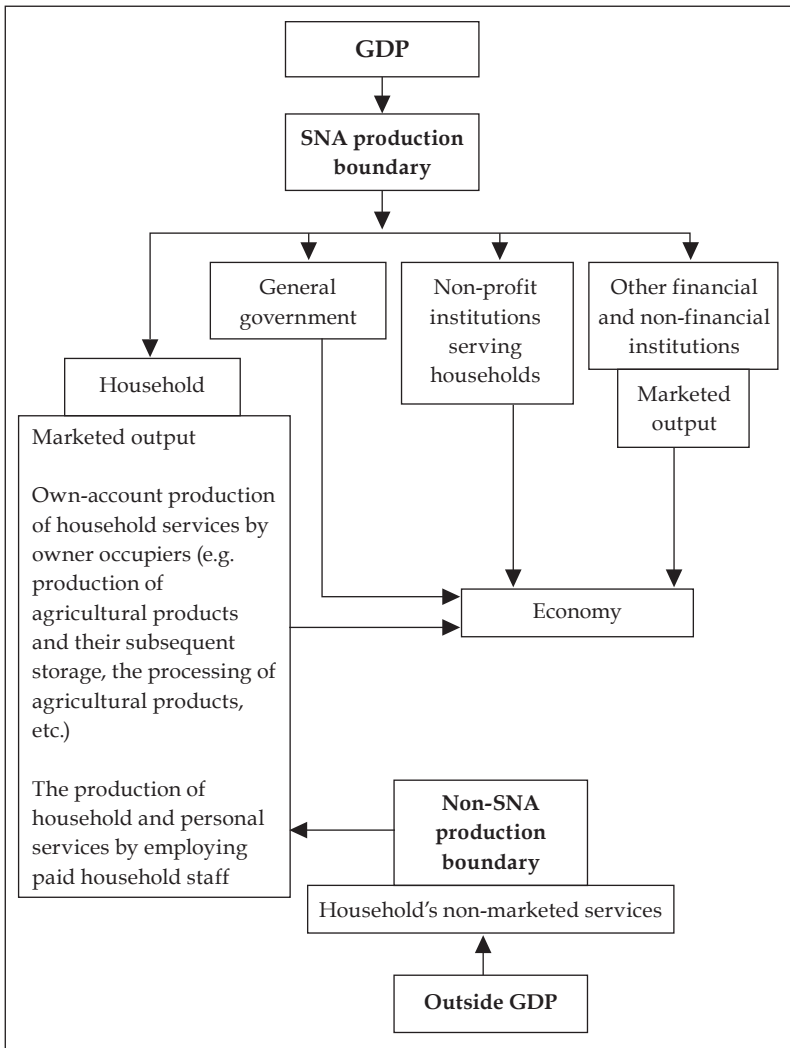 GDP
SNA production
boundary
General
government
Non-profit
institutions
serving
households
Other financial
and non-financial
institutions
Marketed
output
Household
Marketed output
Own-account production
of household services by
owner occupiers (e.g.
production of
agricultural products
and their subsequent
storage, the processing of
agricultural products,
etc.)
The production of
household and personal
services by employing
paid household staff
Economy
Non-SNA
production
boundary
Household's non-marketed services
Outside GDP